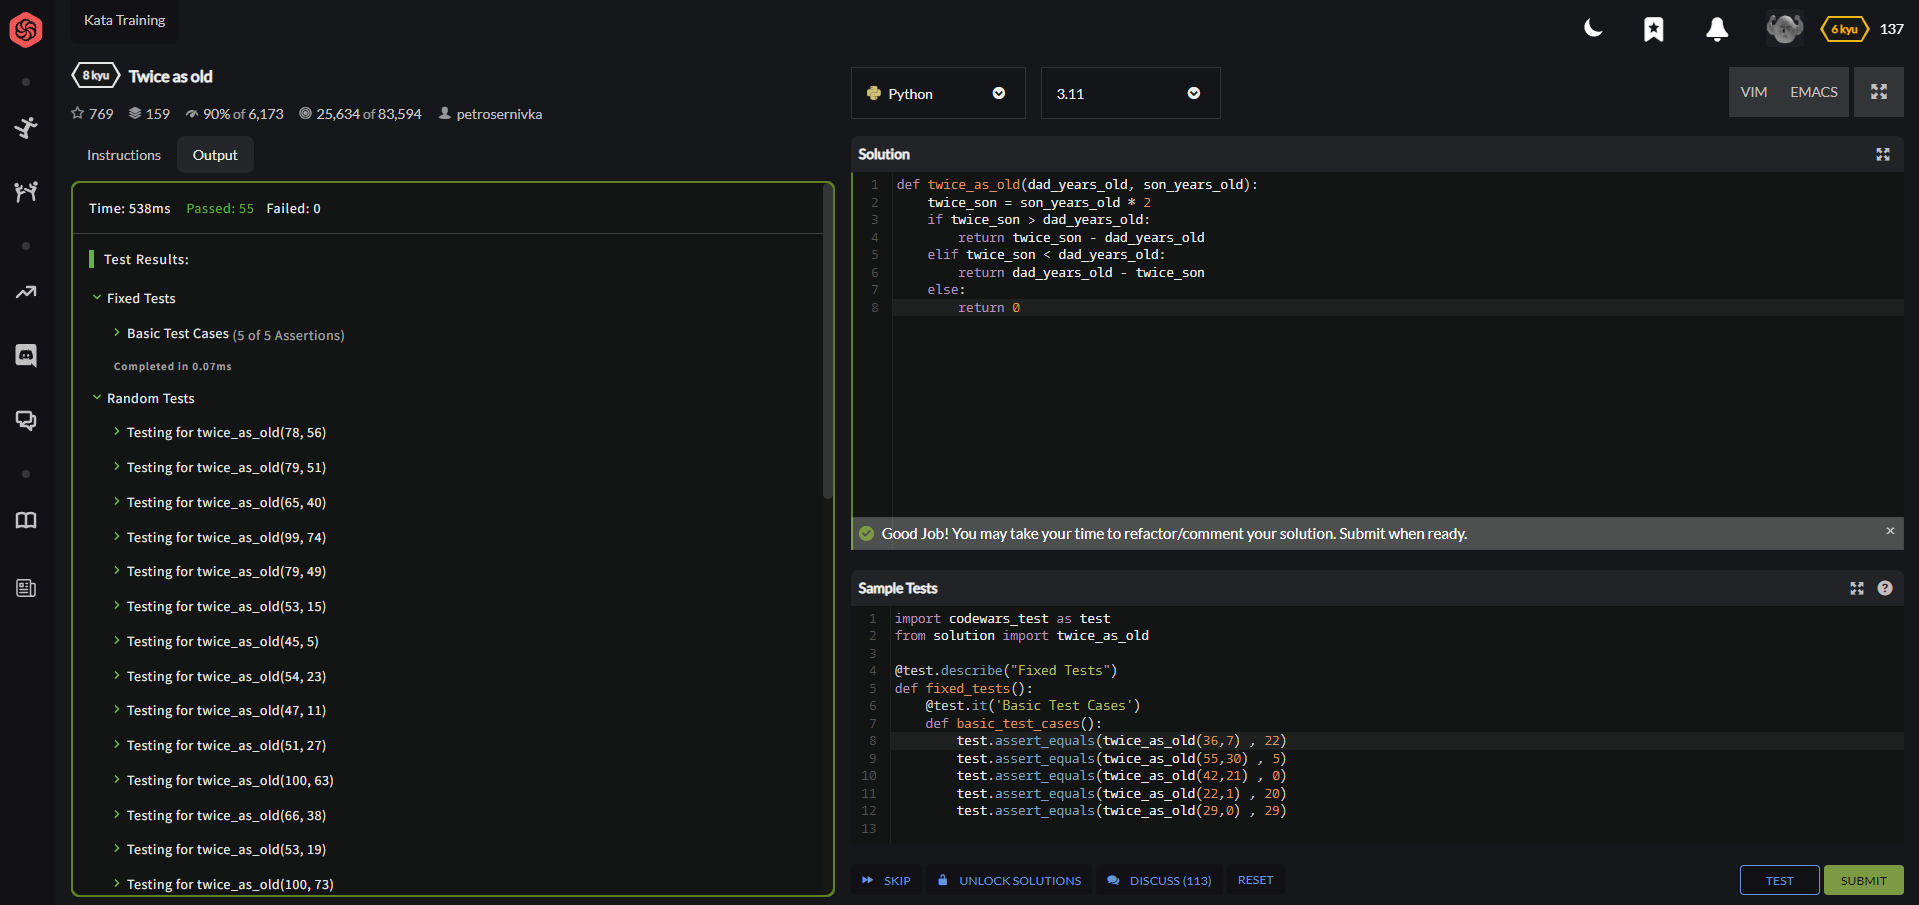 Kata Training
6 kyu 137
8 kyu Twice as old
769 159 90% of 6,173 25,634 of 83,594 petrosernivka
Instructions Output
Time: 538ms Passed: 55 Failed: 0
Test Results:
Fixed Tests
Basic Test Cases (5 of 5 Assertions)
Completed in 0.07ms
Random Tests
Testing for twice_as_old(78, 56)
Testing for twice_as_old(79, 51)
Testing for twice_as_old(65, 40)
Testing for twice_as_old(99, 74)
Testing for twice_as_old(79, 49)
Testing for twice_as_old(53, 15)
Testing for twice_as_old(45, 5)
Testing for twice_as_old(54, 23)
Testing for twice_as_old(47, 11)
Testing for twice_as_old(51, 27)
Testing for twice_as_old(100, 63)
Testing for twice_as_old(66, 38)
Testing for twice_as_old(53, 19)
Testing for twice_as_old(100, 73)
Python 3.11 VIM EMACS
Solution
1 def twice_as_old(dad_years_old, son_years_old):
2     twice_son = son_years_old * 2
3     if twice_son > dad_years_old:
4         return twice_son - dad_years_old
5     elif twice_son < dad_years_old:
6         return dad_years_old - twice_son
7     else:
8         return 0
Good Job! You may take your time to refactor/comment your solution. Submit when ready. ×
Sample Tests ?
1 import codewars_test as test
2 from solution import twice_as_old
3
4 @test.describe("Fixed Tests")
5 def fixed_tests():
6     @test.it('Basic Test Cases')
7     def basic_test_cases():
8         test.assert_equals(twice_as_old(36,7) , 22)
9         test.assert_equals(twice_as_old(55,30) , 5)
10         test.assert_equals(twice_as_old(42,21) , 0)
11         test.assert_equals(twice_as_old(22,1) , 20)
12         test.assert_equals(twice_as_old(29,0) , 29)
13
SKIP UNLOCK SOLUTIONS DISCUSS (113) RESET TEST SUBMIT